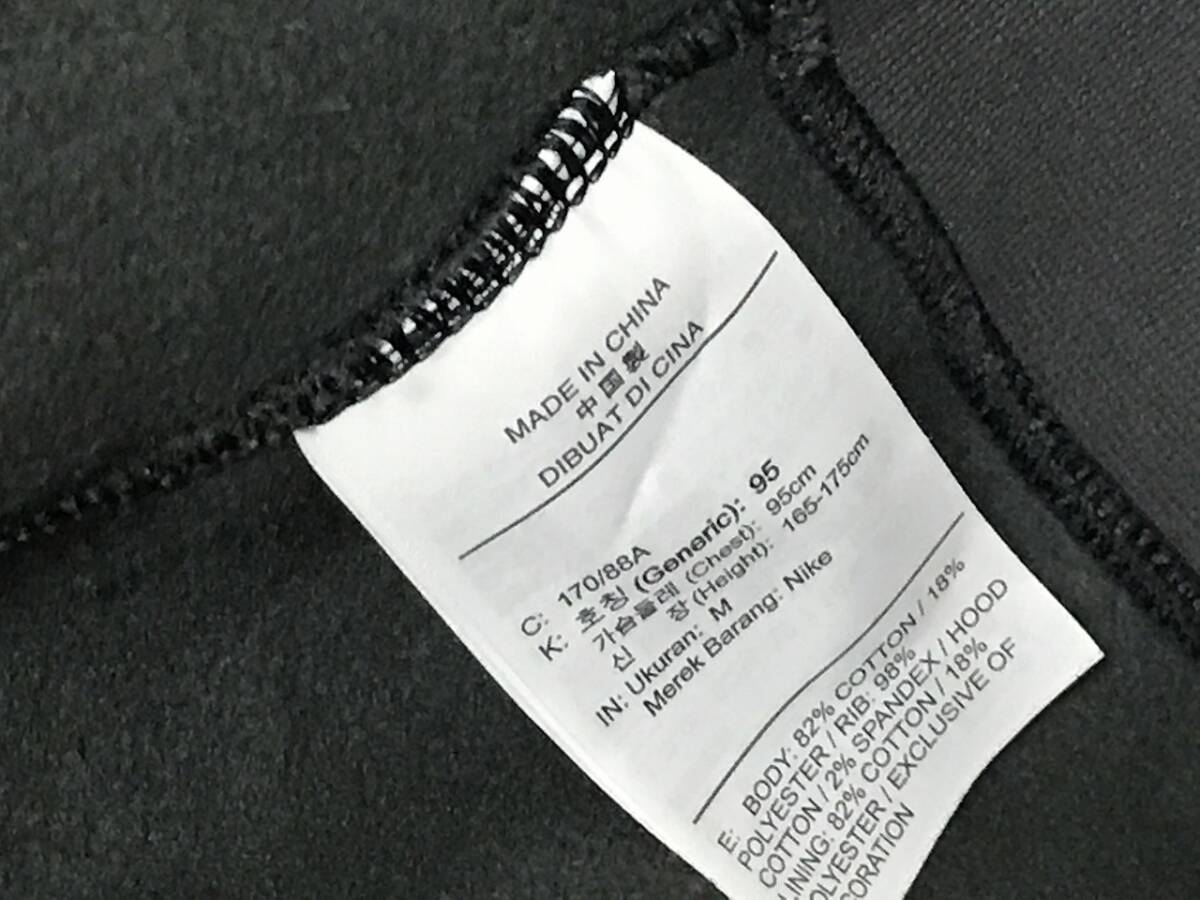 MADE IN CHINA
中国製
DIBUAT DI CINA
C: 170/88A
K: 호칭 (Generic): 95
가슴둘레 (Chest): 95cm
신 장 (Height): 165-175cm
IN: Ukuran: M
Merek Barang: Nike
E: BODY: 82% COTTON / 18%
POLYESTER / RIB: 98%
COTTON / 2% SPANDEX / HOOD
LINING: 82% COTTON / 18%
POLYESTER / EXCLUSIVE OF
CORATION